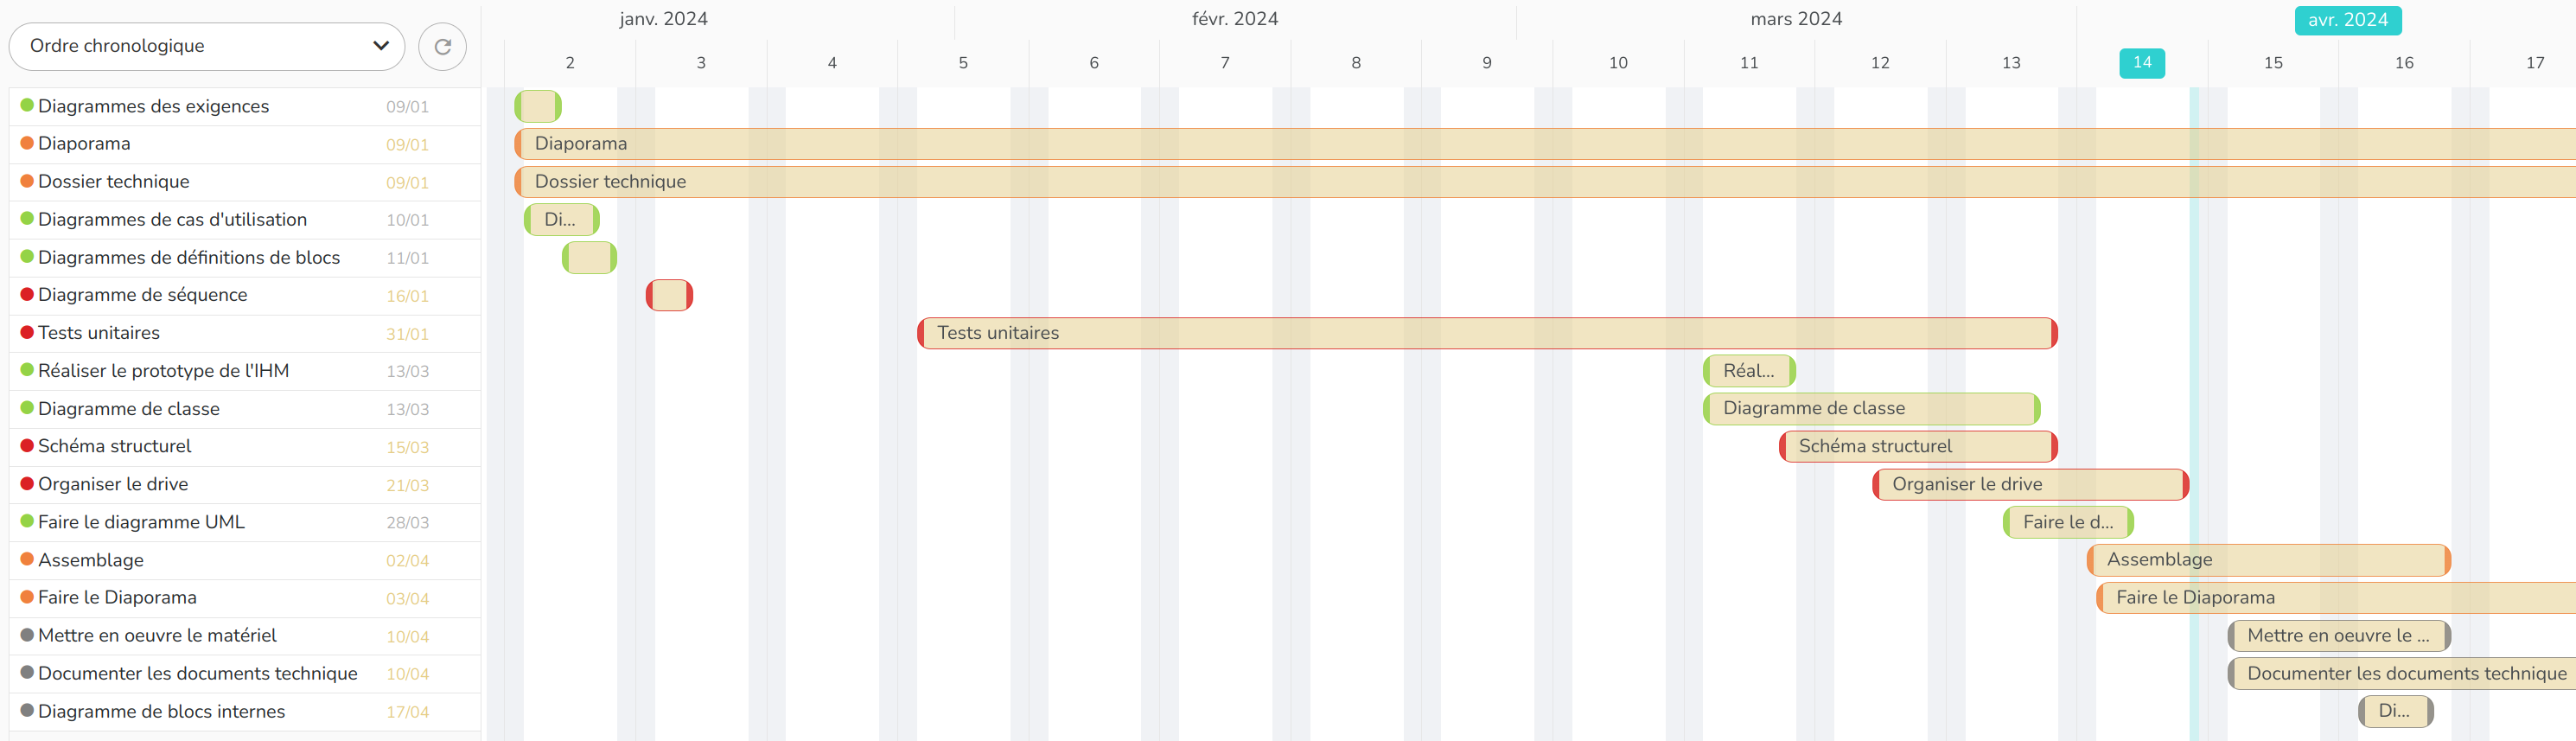 janv. 2024 févr. 2024 mars 2024 avr. 2024
Ordre chronologique
2 3 4 5 6 7 8 9 10 11 12 13 14 15 16 17
Diagrammes des exigences 09/01
Diaporama 09/01 Diaporama
Dossier technique 09/01 Dossier technique
Diagrammes de cas d'utilisation 10/01 Di...
Diagrammes de définitions de blocs 11/01
Diagramme de séquence 16/01
Tests unitaires 31/01 Tests unitaires
Réaliser le prototype de l'IHM 13/03 Réal...
Diagramme de classe 13/03 Diagramme de classe
Schéma structurel 15/03 Schéma structurel
Organiser le drive 21/03 Organiser le drive
Faire le diagramme UML 28/03 Faire le d...
Assemblage 02/04 Assemblage
Faire le Diaporama 03/04 Faire le Diaporama
Mettre en oeuvre le matériel 10/04 Mettre en oeuvre le ...
Documenter les documents technique 10/04 Documenter les documents technique
Diagramme de blocs internes 17/04 Di...